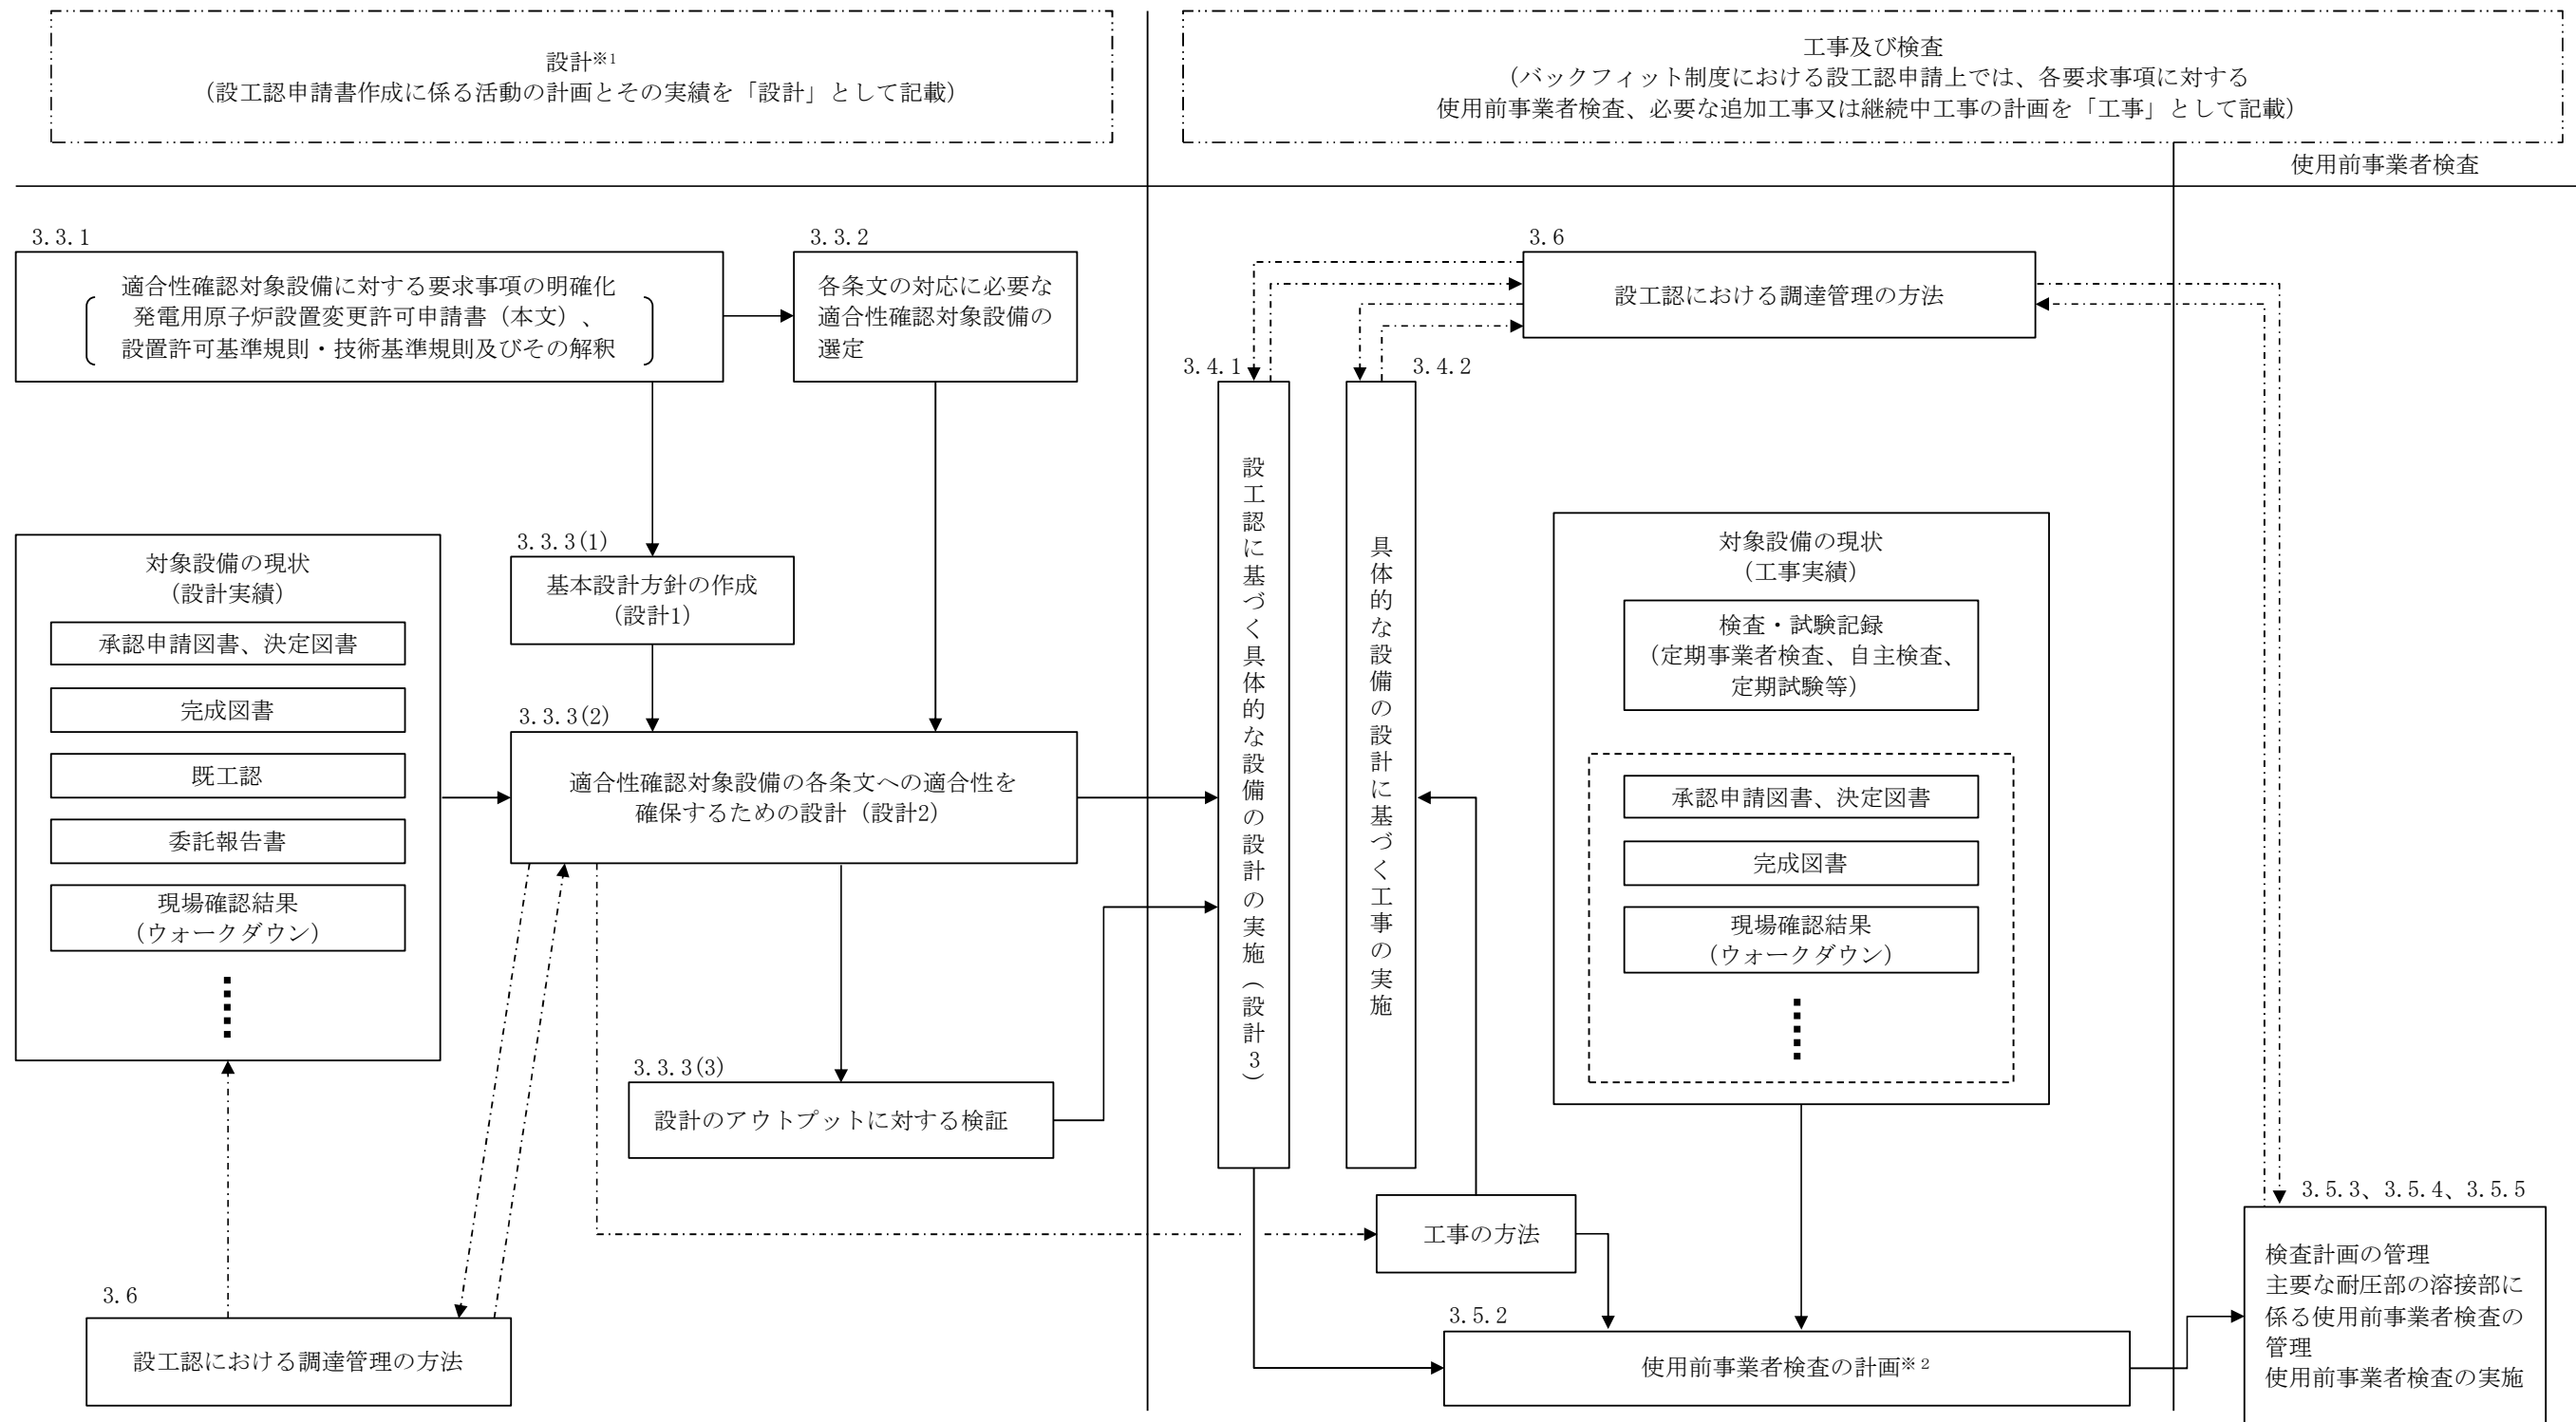 設計※1
（設工認申請書作成に係る活動の計画とその実績を「設計」として記載）
工事及び検査
（バックフィット制度における設工認申請上では、各要求事項に対する
使用前事業者検査、必要な追加工事又は継続中工事の計画を「工事」として記載）
使用前事業者検査
3.3.1
適合性確認対象設備に対する要求事項の明確化
発電用原子炉設置変更許可申請書（本文）、
設置許可基準規則・技術基準規則及びその解釈
3.3.2
各条文の対応に必要な
適合性確認対象設備の
選定
対象設備の現状
（設計実績）
承認申請図書、決定図書
完成図書
既工認
委託報告書
現場確認結果
（ウォークダウン）
3.3.3(1)
基本設計方針の作成
（設計1）
3.3.3(2)
適合性確認対象設備の各条文への適合性を
確保するための設計（設計2）
3.3.3(3)
設計のアウトプットに対する検証
3.6
設工認における調達管理の方法
3.6
設工認における調達管理の方法
3.4.1
設工認に基づく具体的な設備の設計の実施（設計3）
3.4.2
具体的な設備の設計に基づく工事の実施
対象設備の現状
（工事実績）
検査・試験記録
（定期事業者検査、自主検査、
定期試験等）
承認申請図書、決定図書
完成図書
現場確認結果
（ウォークダウン）
工事の方法
3.5.2
使用前事業者検査の計画※2
3.5.3、3.5.4、3.5.5
検査計画の管理
主要な耐圧部の溶接部に
係る使用前事業者検査の
管理
使用前事業者検査の実施